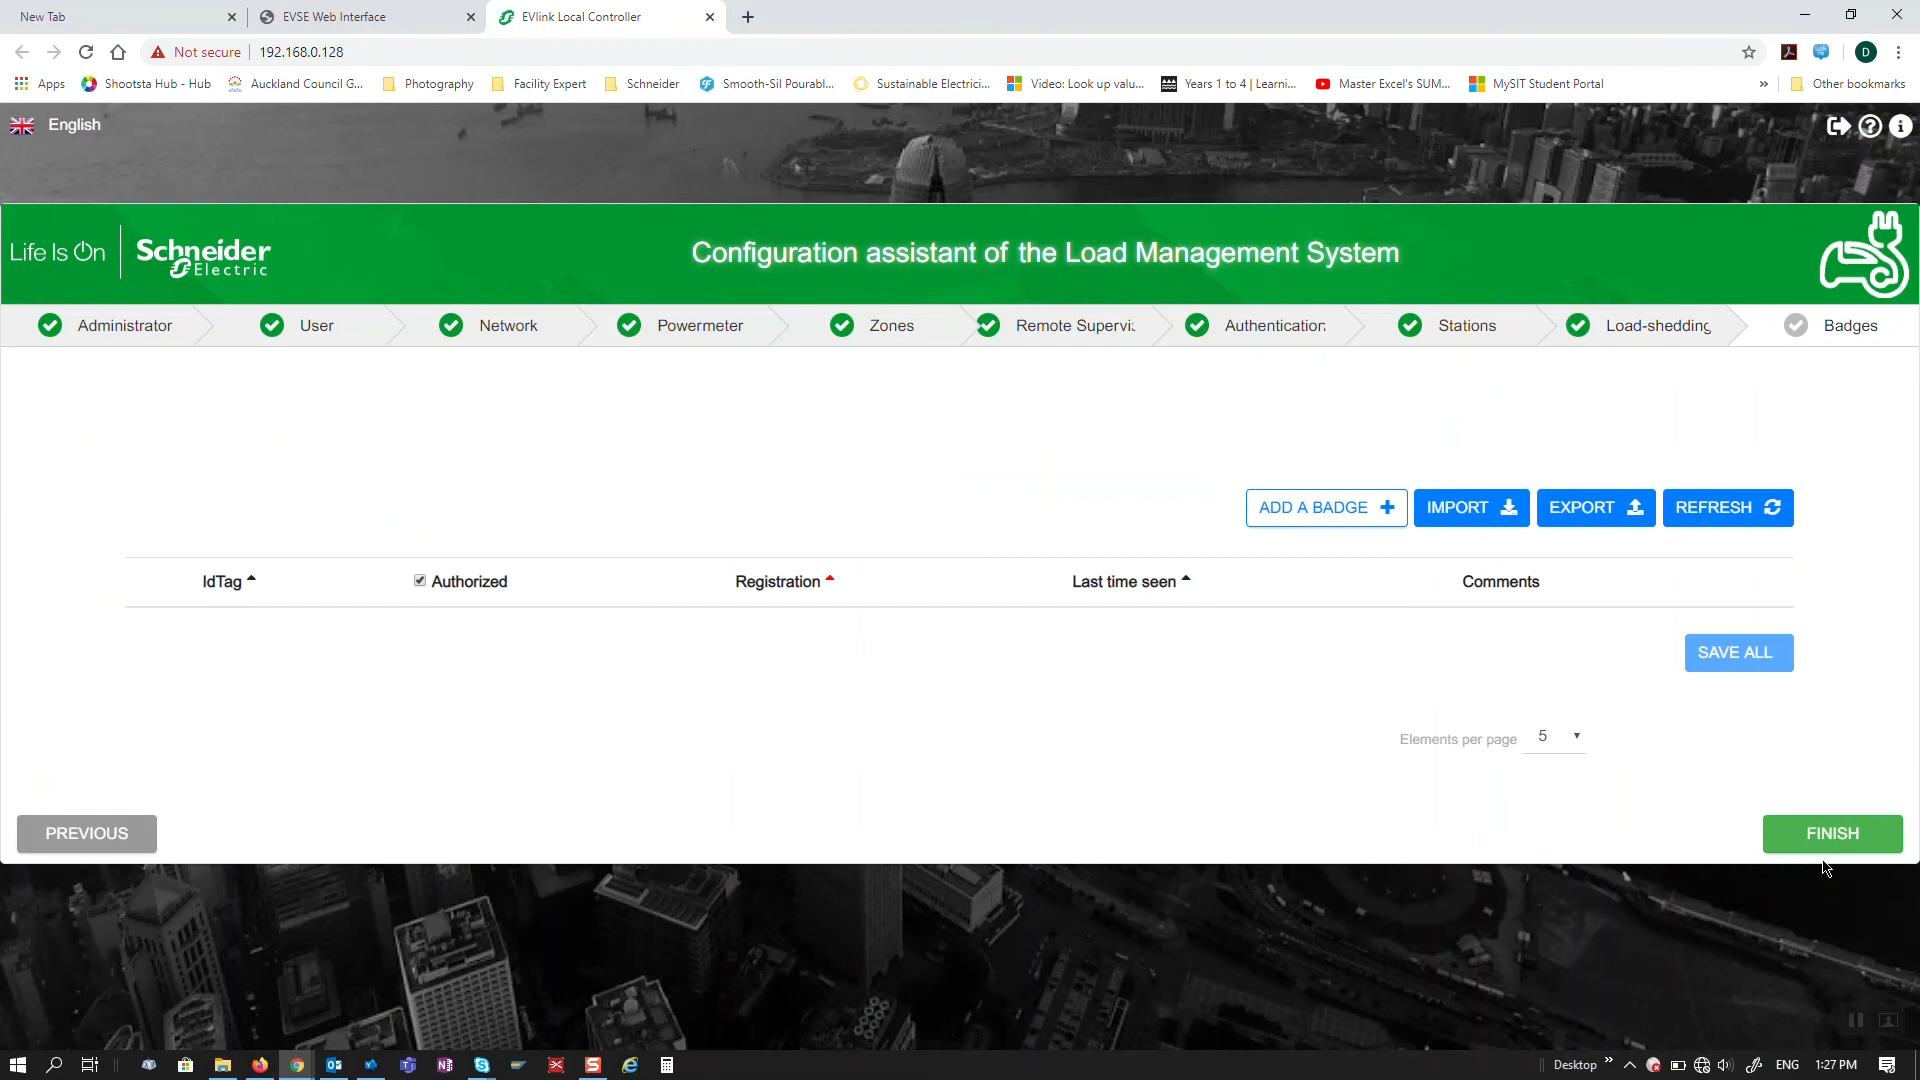 New Tab
EVSE Web Interface
EVlink Local Controller
Not secure
192.168.0.128
D
Apps
Shootsta Hub - Hub
Auckland Council G...
Photography
Facility Expert
Schneider
Smooth-Sil Pourabl...
Sustainable Electrici...
Video: Look up valu...
Years 1 to 4 | Learni...
Master Excel's SUM...
MySIT Student Portal
»
Other bookmarks
English
Life Is On
Schneider
Electric
Configuration assistant of the Load Management System
Administrator
User
Network
Powermeter
Zones
Remote Supervi
Authentication
Stations
Load-shedding
Badges
ADD A BADGE
IMPORT
EXPORT
REFRESH
IdTag
Authorized
Registration
Last time seen
Comments
SAVE ALL
Elements per page
5
PREVIOUS
FINISH
Desktop
»
ENG
1:27 PM